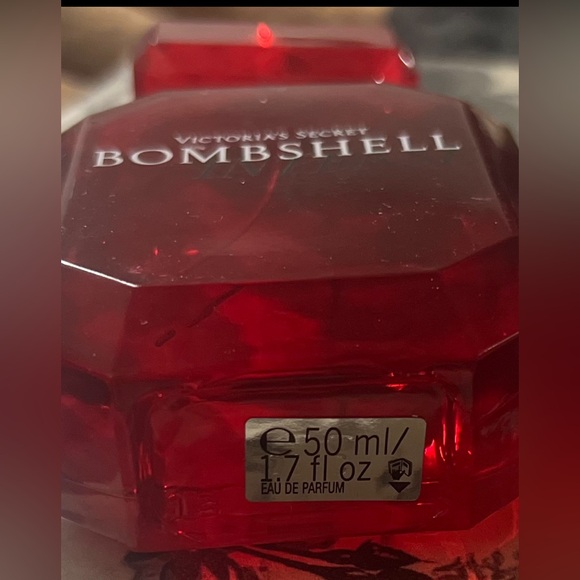 VICTORIA'S SECRET
BOMBSHELL
℮ 50 ml/
1.7 fl oz
EAU DE PARFUM